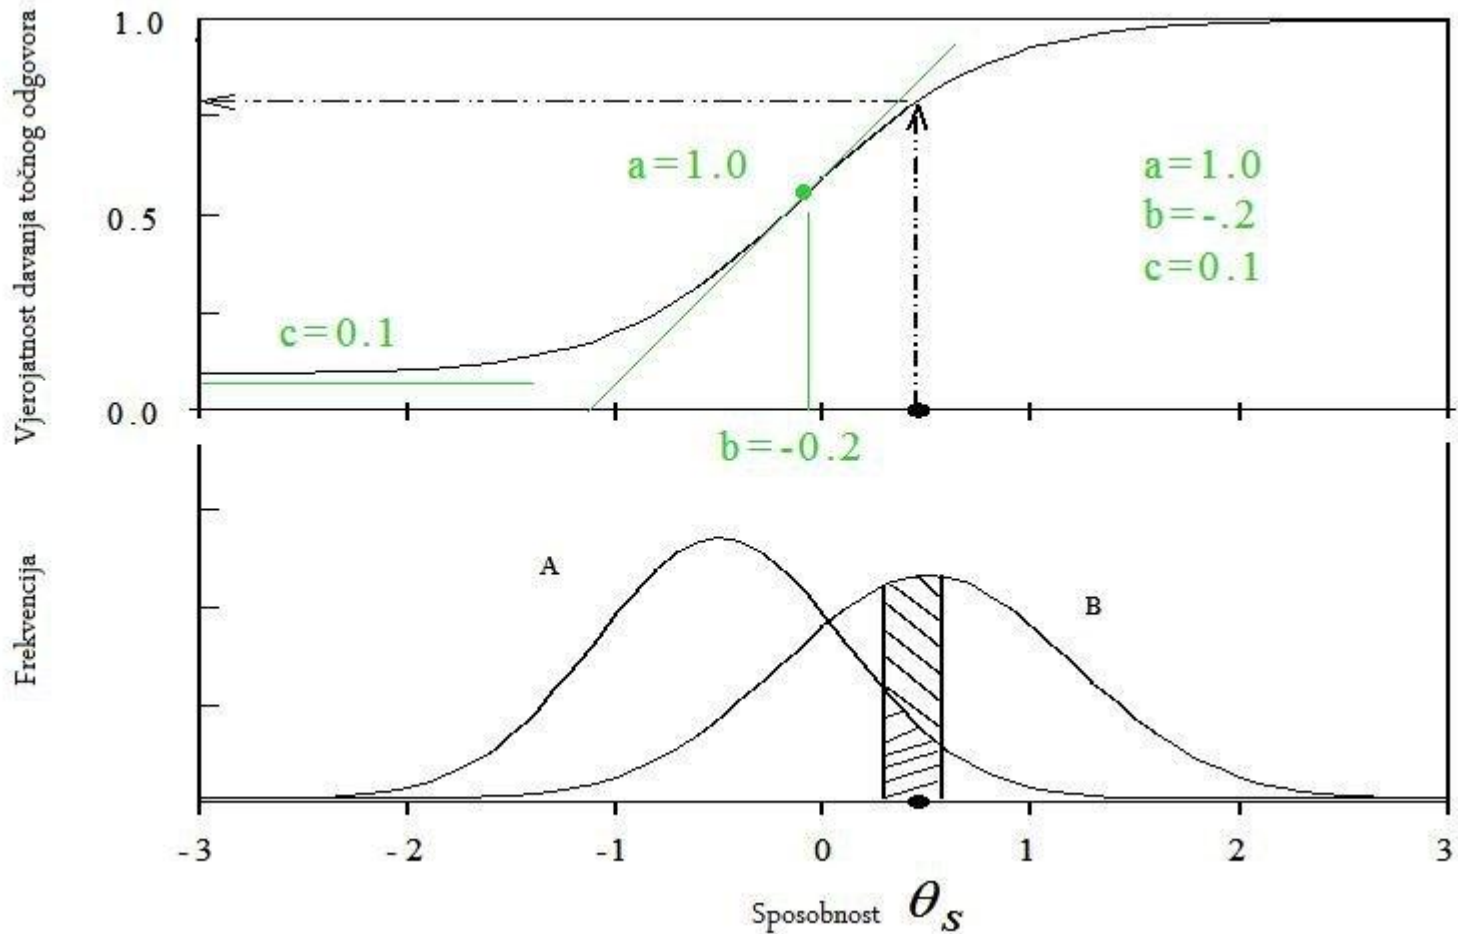 Vjerojatnost davanja točnog odgovora
1.0
0.5
0.0
a=1.0
a=1.0
b=-.2
c=0.1
c=0.1
b=-0.2
Frekvencija
A
B
-3 -2 -1 0 1 2 3
Sposobnost θs